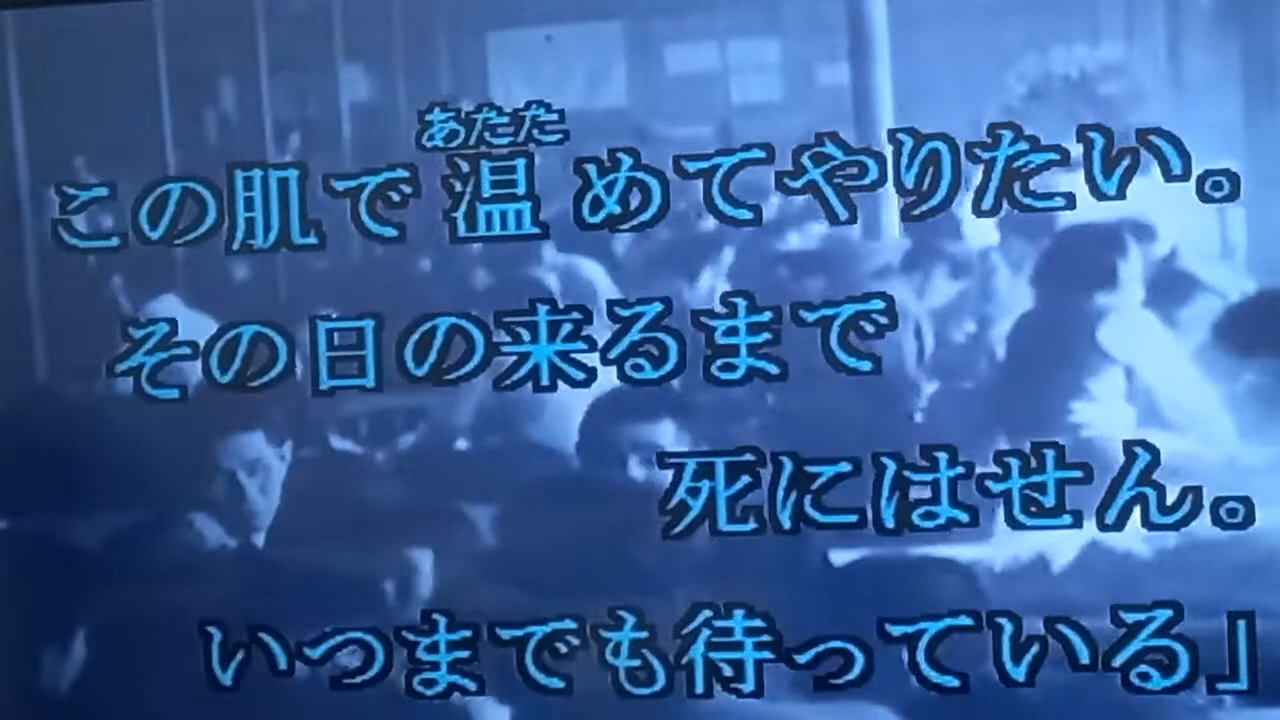 あたた
この肌で温めてやりたい。
その日の来るまで
死にはせん。
いつまでも待っている」